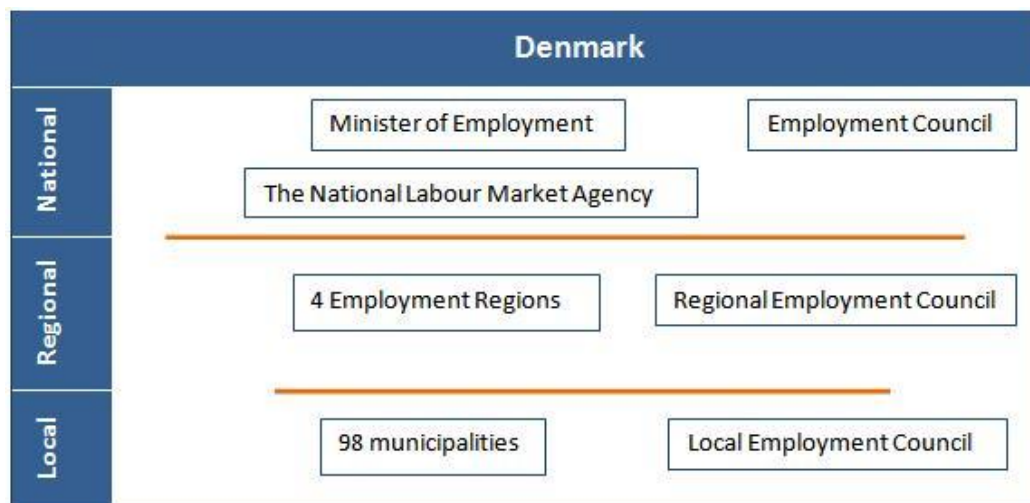 Denmark
National
Minister of Employment
Employment Council
The National Labour Market Agency
Regional
4 Employment Regions
Regional Employment Council
Local
98 municipalities
Local Employment Council